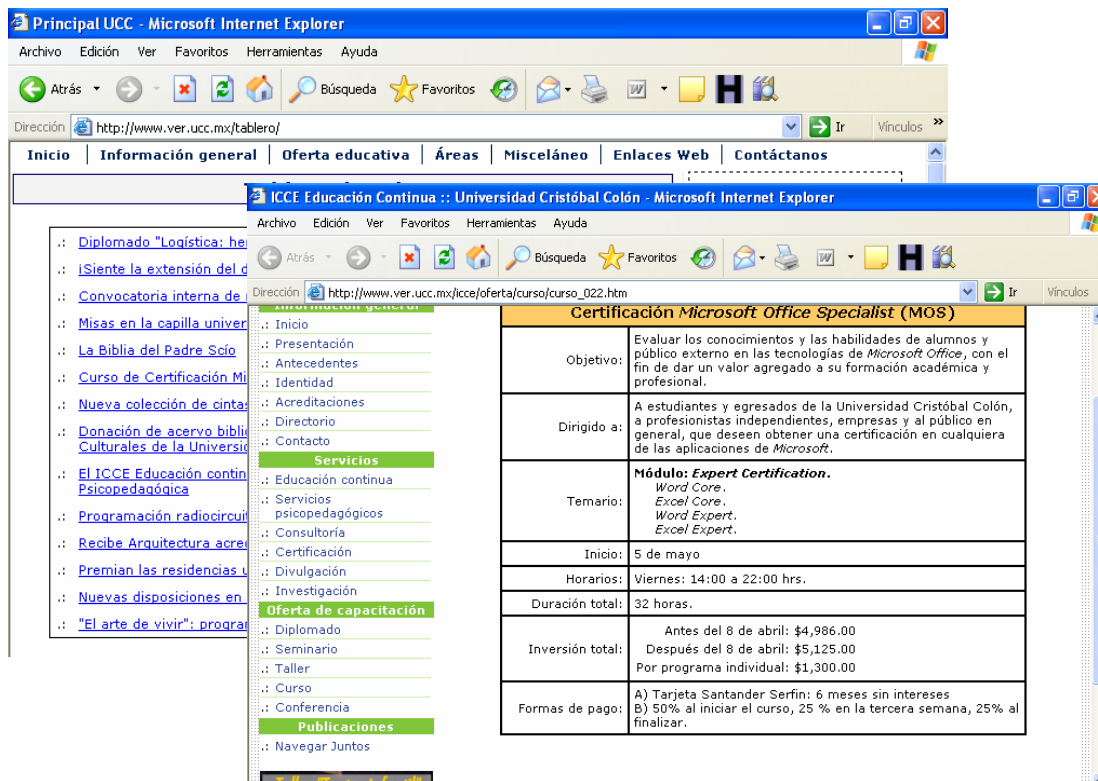 Principal UCC - Microsoft Internet Explorer
Archivo Edición Ver Favoritos Herramientas Ayuda
Atrás Búsqueda Favoritos
Dirección http://www.ver.ucc.mx/tablero/ Ir Vínculos »
Inicio | Información general | Oferta educativa | Áreas | Misceláneo | Enlaces Web | Contáctanos
.: Diplomado "Logística:
.: ¡Siente la extensión del
.: Convocatoria interna de
.: Misas en la capilla
.: La Biblia del Padre Scío
.: Curso de Certificación
.: Nueva colección de
.: Donación de acervo
Culturales de la
.: El ICCE Educación
Psicopedagógica
.: Programación
.: Recibe Arquitectura
.: Premian las residencias
.: Nuevas disposiciones en
.: "El arte de vivir":
ICCE Educación Continua :: Universidad Cristóbal Colón - Microsoft Internet Explorer
Archivo Edición Ver Favoritos Herramientas Ayuda
Atrás Búsqueda Favoritos
Dirección http://www.ver.ucc.mx/icce/oferta/curso/curso_022.htm Ir Vínculos
Información general
.: Inicio
.: Presentación
.: Antecedentes
.: Identidad
.: Acreditaciones
.: Directorio
.: Contacto
Servicios
.: Educación continua
.: Servicios
psicopedagógicos
.: Consultoría
.: Certificación
.: Divulgación
.: Investigación
Oferta de capacitación
.: Diplomado
.: Seminario
.: Taller
.: Curso
.: Conferencia
Publicaciones
.: Navegar Juntos
Certificación Microsoft Office Specialist (MOS)
Objetivo: Evaluar los conocimientos y las habilidades de alumnos y
público externo en las tecnologías de Microsoft Office, con el
fin de dar un valor agregado a su formación académica y
profesional.
Dirigido a: A estudiantes y egresados de la Universidad Cristóbal Colón,
a profesionistas independientes, empresas y al público en
general, que deseen obtener una certificación en cualquiera
de las aplicaciones de Microsoft.
Temario: Módulo: Expert Certification.
Word Core.
Excel Core.
Word Expert.
Excel Expert.
Inicio: 5 de mayo
Horarios: Viernes: 14:00 a 22:00 hrs.
Duración total: 32 horas.
Inversión total: Antes del 8 de abril: $4,986.00
Después del 8 de abril: $5,125.00
Por programa individual: $1,300.00
Formas de pago: A) Tarjeta Santander Serfin: 6 meses sin intereses
B) 50% al iniciar el curso, 25 % en la tercera semana, 25% al
finalizar.